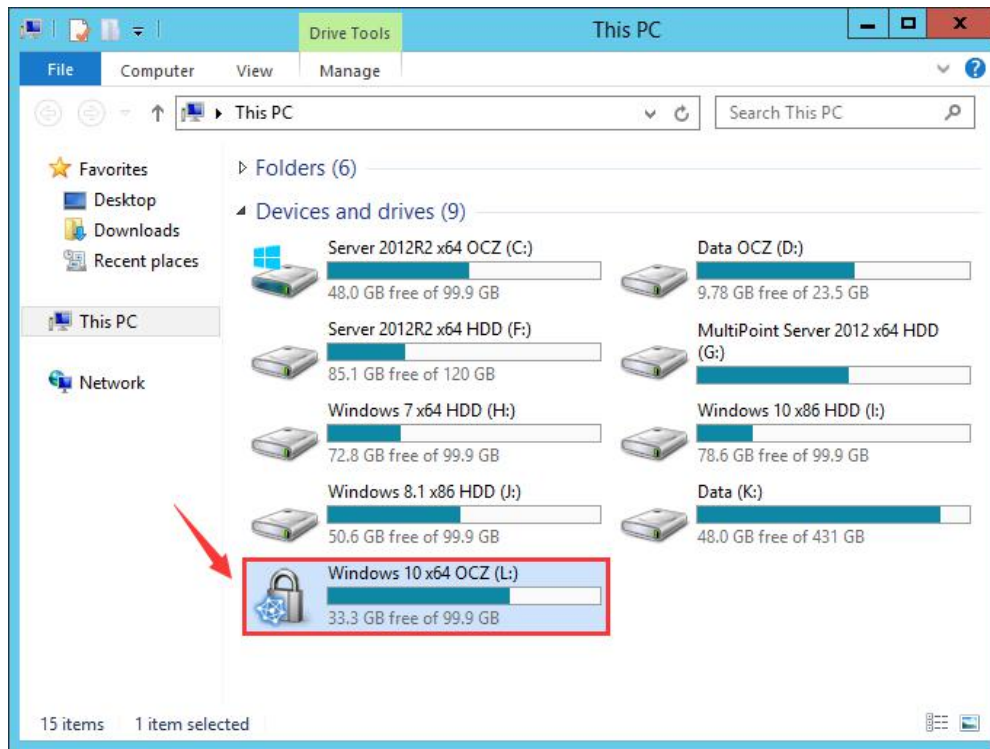 Drive Tools
This PC
File
Computer
View
Manage
This PC
Search This PC
Favorites
Desktop
Downloads
Recent places
This PC
Network
Folders (6)
Devices and drives (9)
Server 2012R2 x64 OCZ (C:)
48.0 GB free of 99.9 GB
Data OCZ (D:)
9.78 GB free of 23.5 GB
Server 2012R2 x64 HDD (F:)
85.1 GB free of 120 GB
MultiPoint Server 2012 x64 HDD
(G:)
Windows 7 x64 HDD (H:)
72.8 GB free of 99.9 GB
Windows 10 x86 HDD (I:)
78.6 GB free of 99.9 GB
Windows 8.1 x86 HDD (J:)
50.6 GB free of 99.9 GB
Data (K:)
48.0 GB free of 431 GB
Windows 10 x64 OCZ (L:)
33.3 GB free of 99.9 GB
15 items
1 item selected